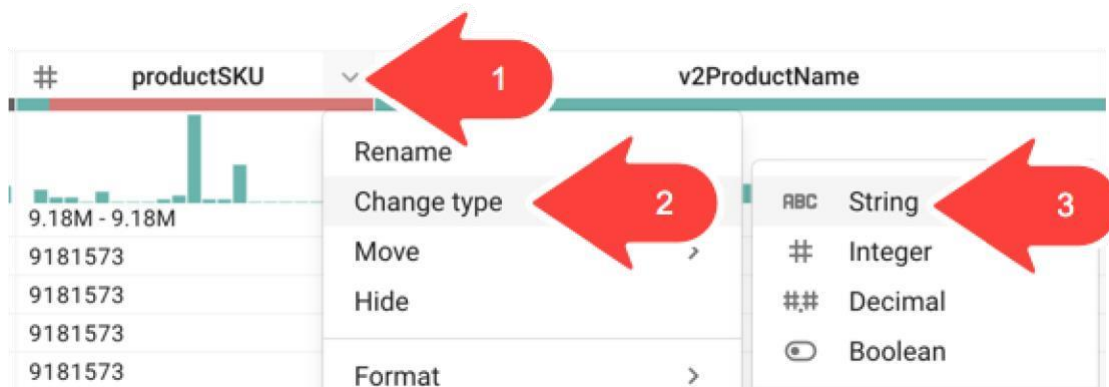 # productSKU 1 v2ProductName
Rename
Change type 2 ABC String 3
9.18M - 9.18M
9181573 Move > # Integer
9181573 Hide #.# Decimal
9181573 Boolean
9181573 Format >